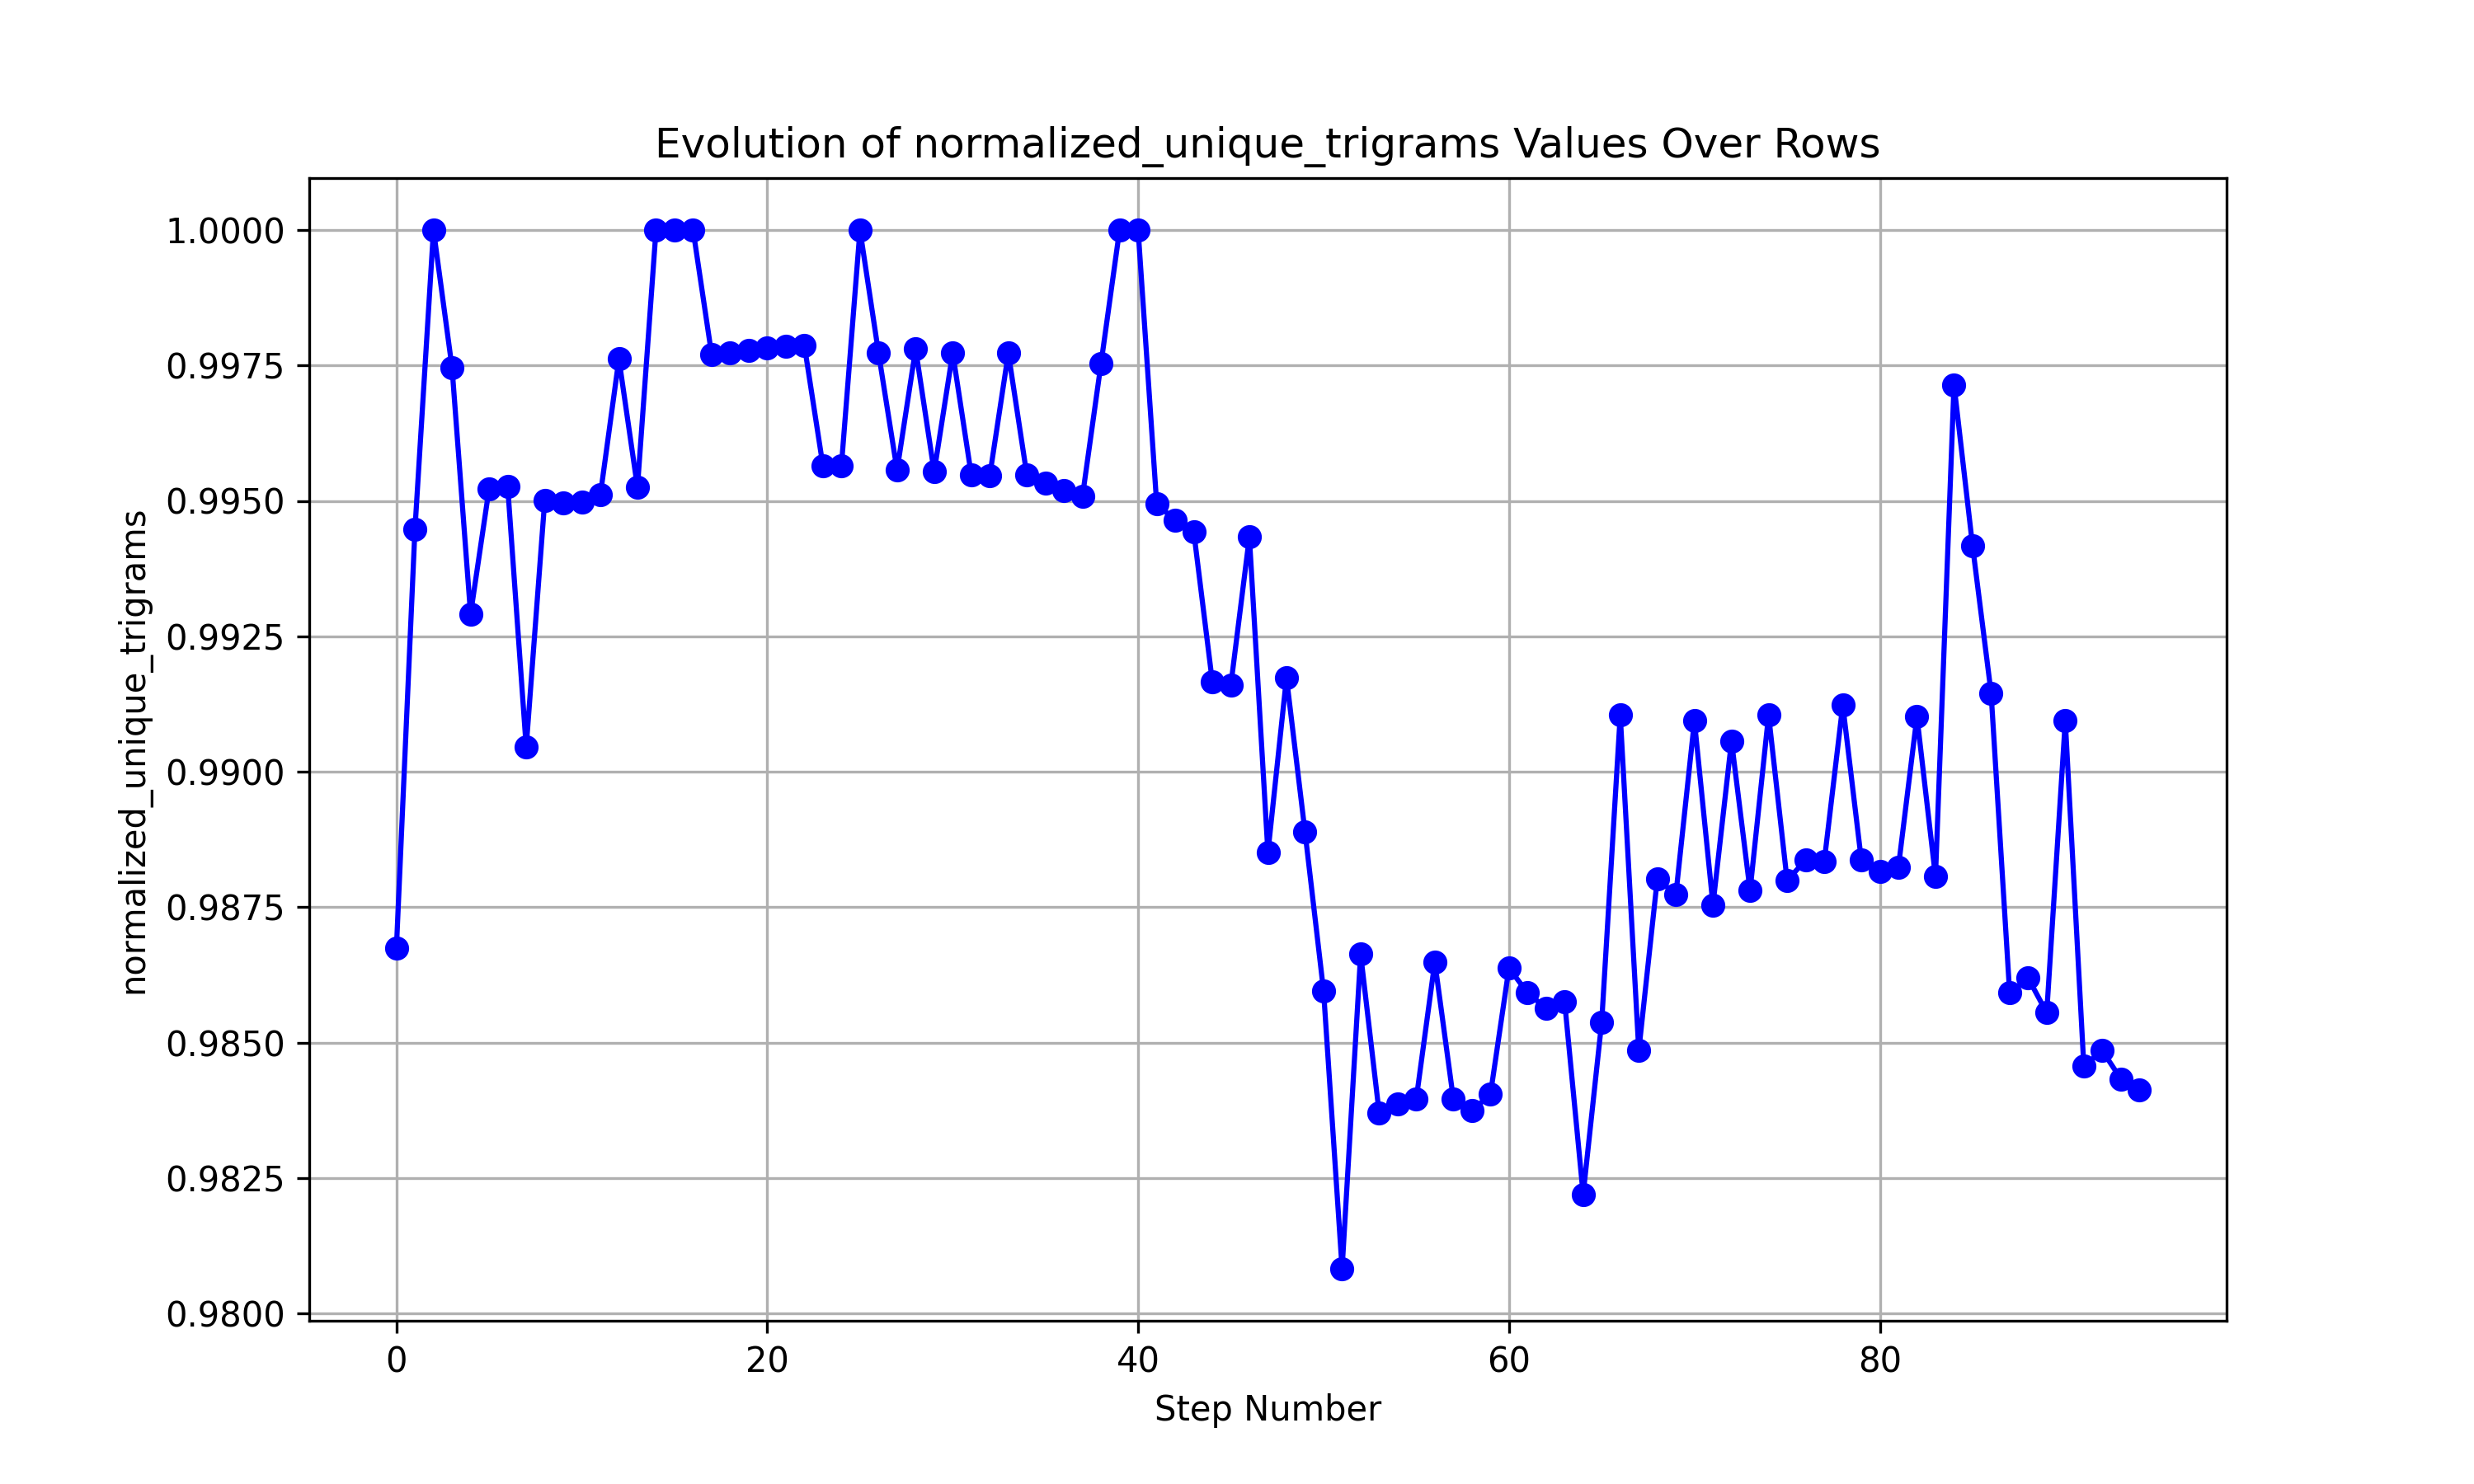 Evolution of normalized_unique_trigrams Values Over Rows
normalized_unique_trigrams
1.0000
0.9975
0.9950
0.9925
0.9900
0.9875
0.9850
0.9825
0.9800
0 20 40 60 80
Step Number